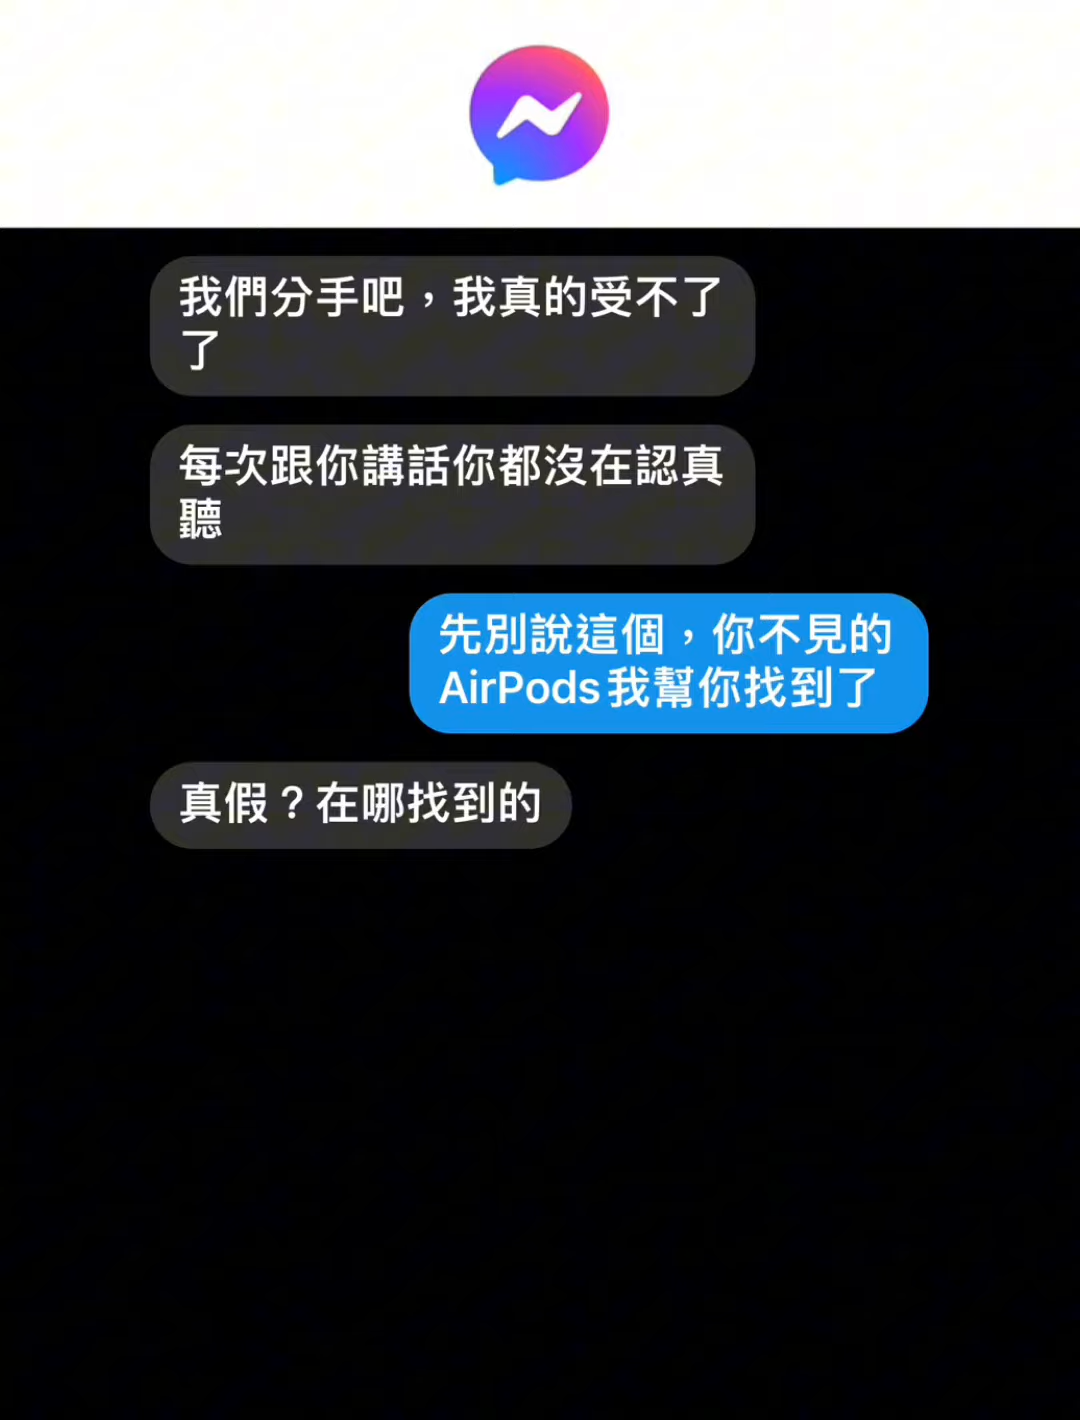 我們分手吧，我真的受不了
了
每次跟你講話你都沒在認真
聽
先別說這個，你不見的
AirPods我幫你找到了
真假？在哪找到的